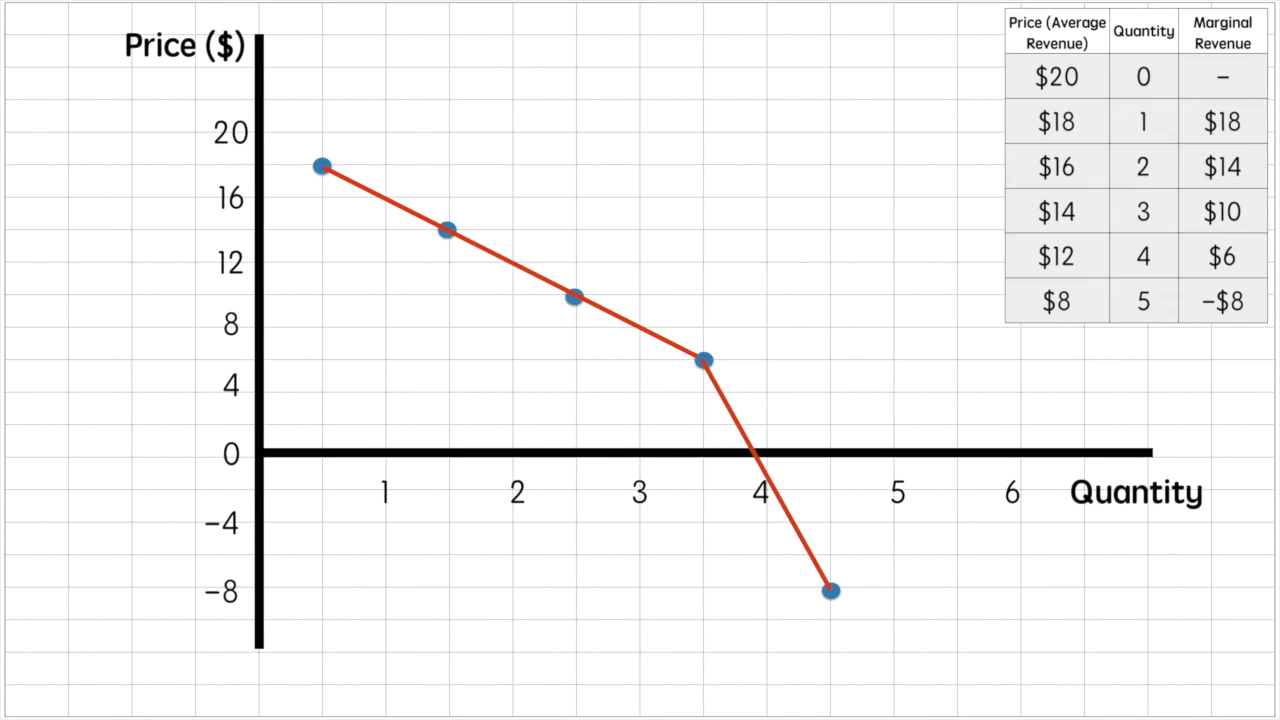 Price ($)
20
16
12
8
4
0
−4
−8
1 2 3 4 5 6 Quantity
Price (Average Revenue) Quantity Marginal Revenue
$20 0 –
$18 1 $18
$16 2 $14
$14 3 $10
$12 4 $6
$8 5 −$8